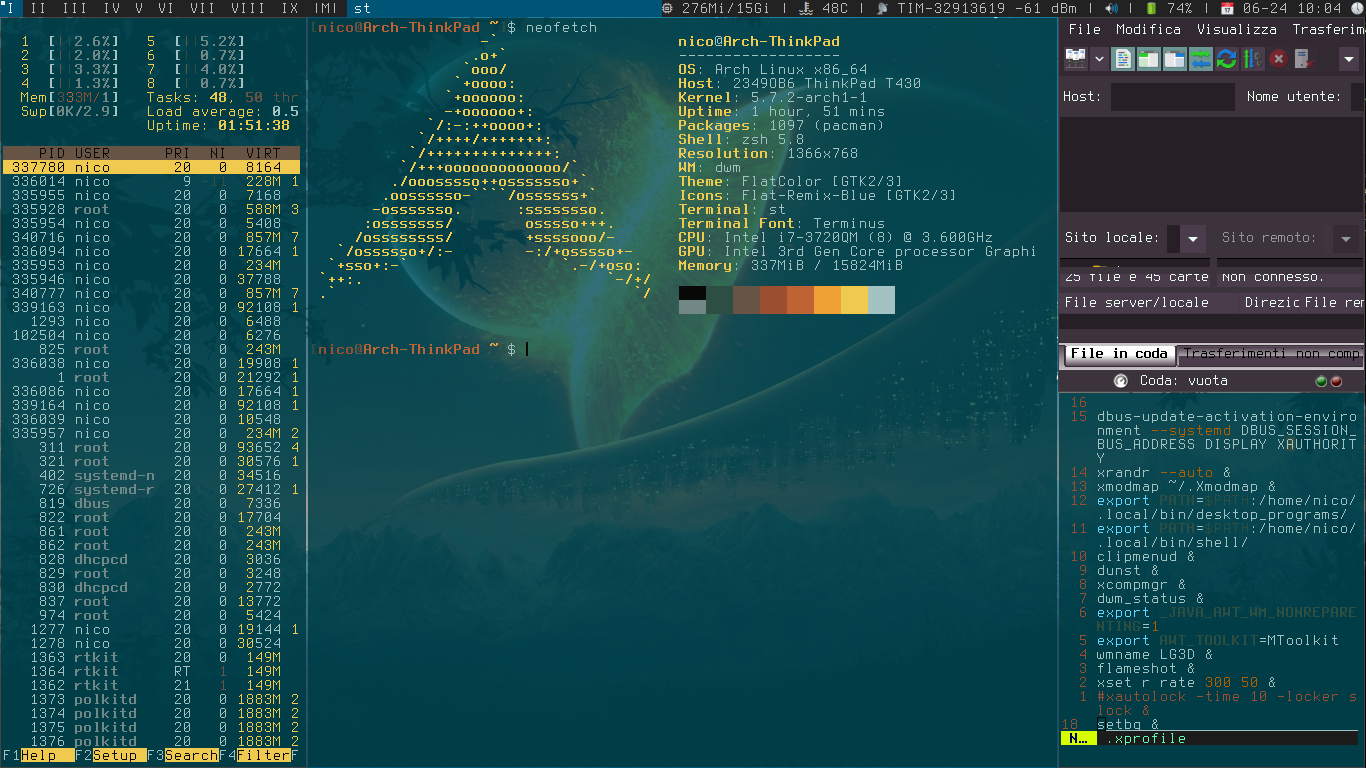 I II III IV V VI VII VIII IX |M| st 276Mi/15Gi | 48C | TIM-32913619 -61 dBm | | 74% | 06-24 10:04
1 [||2.6%] 5 [||5.2%]
2 [||2.0%] 6 [| 0.7%]
3 [||3.3%] 7 [||4.0%]
4 [||1.3%] 8 [| 0.7%]
Mem[333M/1] Tasks: 48, 50 thr
Swp[0K/2.9] Load average: 0.5
Uptime: 01:51:38
PID USER PRI NI VIRT
337780 nico 20 0 8164
336014 nico 9 -11 228M 1
335955 nico 20 0 7168
335928 root 20 0 588M 3
335954 nico 20 0 5408
340716 nico 20 0 857M 7
336094 nico 20 0 17664 1
335953 nico 20 0 234M
335946 nico 20 0 37788
340777 nico 20 0 857M 7
339163 nico 20 0 92108 1
1293 nico 20 0 6488
102504 nico 20 0 6276
825 root 20 0 243M
336038 nico 20 0 19908 1
1 root 20 0 21292 1
336086 nico 20 0 17664 1
339164 nico 20 0 92108 1
336039 nico 20 0 10548
335957 nico 20 0 234M 2
311 root 20 0 93652 4
321 root 20 0 30576 1
402 systemd-n 20 0 34516
726 systemd-r 20 0 27412 1
819 dbus 20 0 7336
822 root 20 0 17704
861 root 20 0 243M
862 root 20 0 243M
828 dhcpcd 20 0 3036
829 root 20 0 3248
830 dhcpcd 20 0 2772
837 root 20 0 13772
974 root 20 0 5424
1277 nico 20 0 19144 1
1278 nico 20 0 30524
1363 rtkit 20 0 149M
1364 rtkit RT 1 149M
1362 rtkit 21 1 149M
1373 polkitd 20 0 1883M 2
1374 polkitd 20 0 1883M 2
1375 polkitd 20 0 1883M 2
1376 polkitd 20 0 1883M 2
F1Help F2Setup F3SearchF4FilterF
[nico@Arch-ThinkPad ~]$ neofetch
nico@Arch-ThinkPad
------------------
OS: Arch Linux x86_64
Host: 2349OB6 ThinkPad T430
Kernel: 5.7.2-arch1-1
Uptime: 1 hour, 51 mins
Packages: 1097 (pacman)
Shell: zsh 5.8
Resolution: 1366x768
WM: dwm
Theme: FlatColor [GTK2/3]
Icons: Flat-Remix-Blue [GTK2/3]
Terminal: st
Terminal Font: Terminus
CPU: Intel i7-3720QM (8) @ 3.600GHz
GPU: Intel 3rd Gen Core processor Graphi
Memory: 337MiB / 15824MiB
[nico@Arch-ThinkPad ~ $
File Modifica Visualizza Trasferim
Host: Nome utente:
Sito locale: Sito remoto:
25 file e 45 carte Non connesso.
File server/locale Direzic File rem
File in coda Trasferimenti non comp
Coda: vuota
16
15 dbus-update-activation-enviro
nment --systemd DBUS_SESSION_
BUS_ADDRESS DISPLAY XAUTHORIT
Y
14 xrandr --auto &
13 xmodmap ~/.Xmodmap &
12 export PATH=$PATH:/home/nico/
.local/bin/desktop_programs/
11 export PATH=$PATH:/home/nico/
.local/bin/shell/
10 clipmenud &
9 dunst &
8 xcompmgr &
7 dwm_status &
6 export _JAVA_AWT_WM_NONREPARE
NTING=1
5 export AWT_TOOLKIT=MToolkit
4 wmname LG3D &
3 flameshot &
2 xset r rate 300 50 &
1 #xautolock -time 10 -locker s
lock &
18 setbg &
N... .xprofile